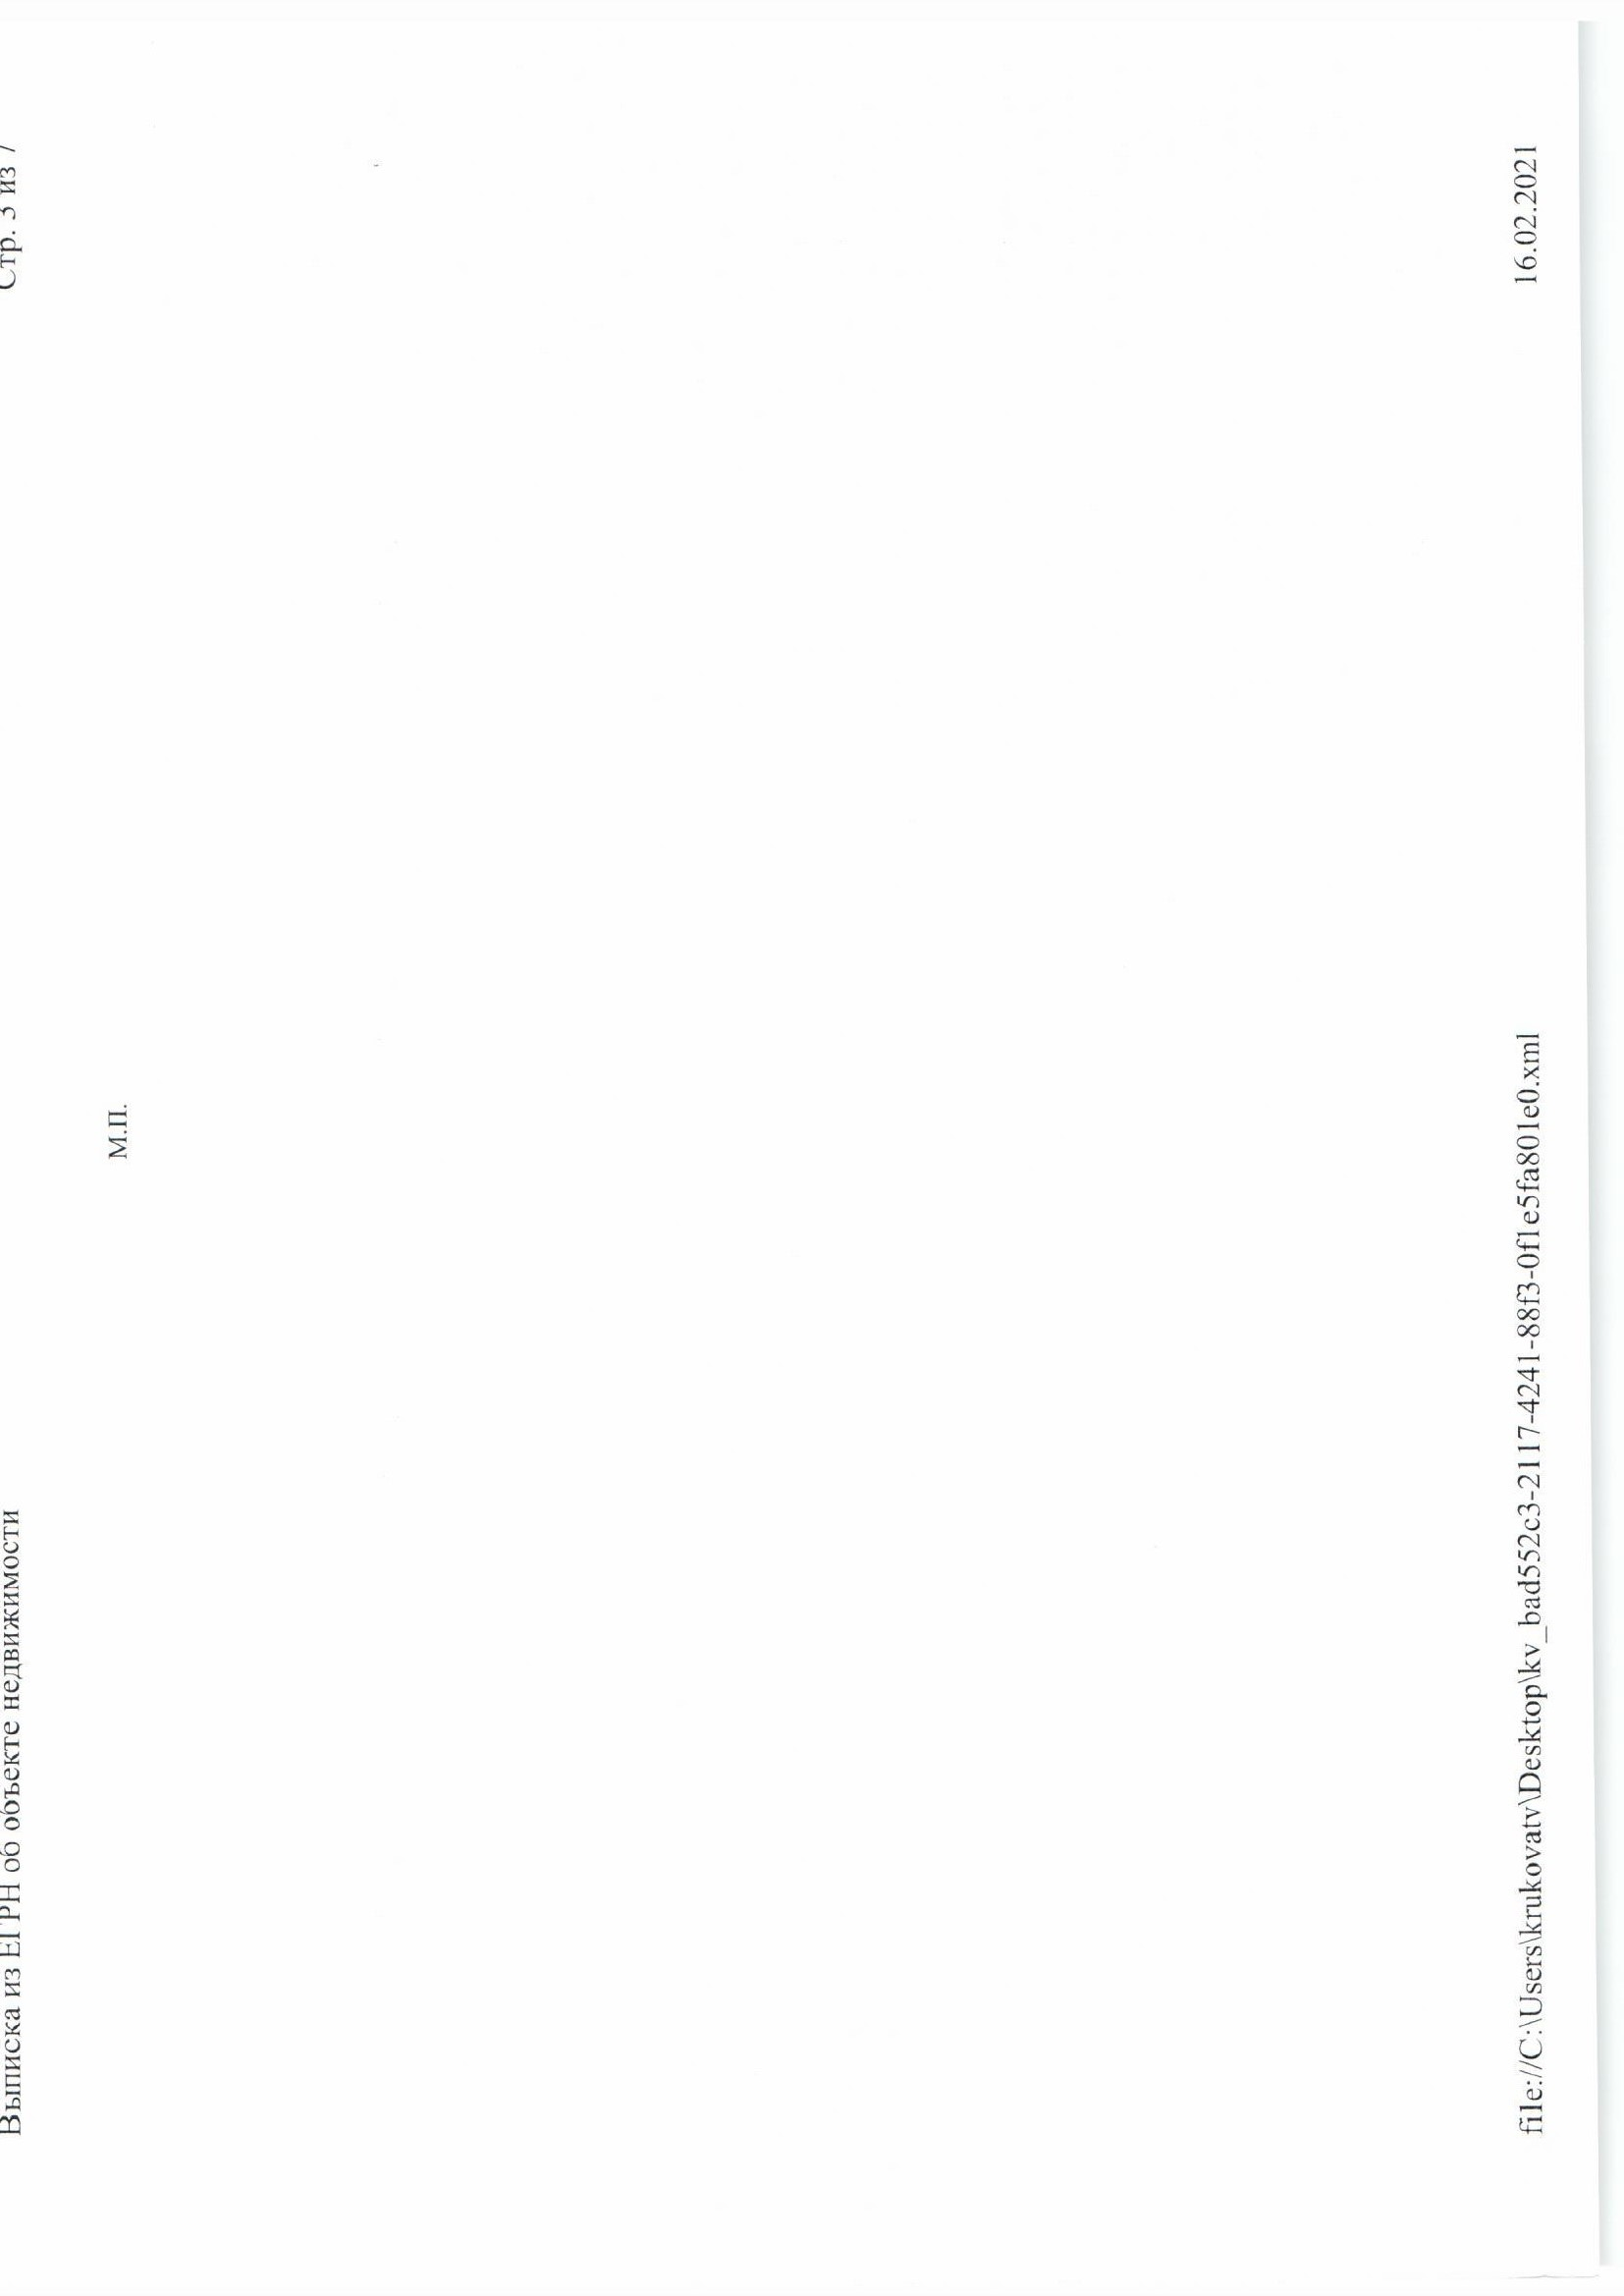 Выписка из ЕГРН об объекте недвижимости
Стр. 3 из 7
М.П.
file://C:\Users\krukovatv\Desktop\kv_bad552c3-2117-4241-88f3-0f1e5fa801e0.xml
16.02.2021